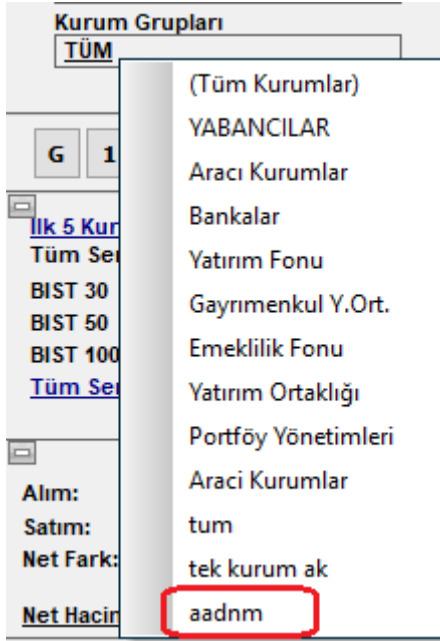 Kurum Grupları
TÜM
(Tüm Kurumlar)
YABANCILAR
Aracı Kurumlar
Bankalar
Yatırım Fonu
Gayrımenkul Y.Ort.
Emeklilik Fonu
Yatırım Ortaklığı
Portföy Yönetimleri
Araci Kurumlar
tum
tek kurum ak
aadnm
G 1
İlk 5 Kur
Tüm Se
BIST 30
BIST 50
BIST 100
Tüm Se
Alım:
Satım:
Net Fark:
Net Hacin